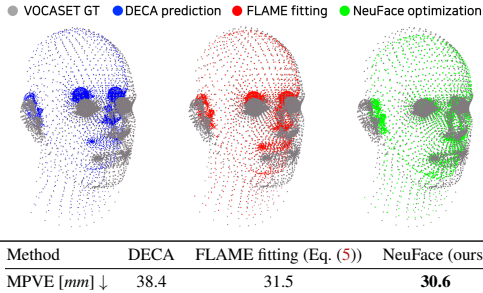 VOCASET GT DECA prediction FLAME fitting NeuFace optimization
Method DECA FLAME fitting (Eq. (5)) NeuFace (ours
MPVE [mm] ↓ 38.4 31.5 30.6